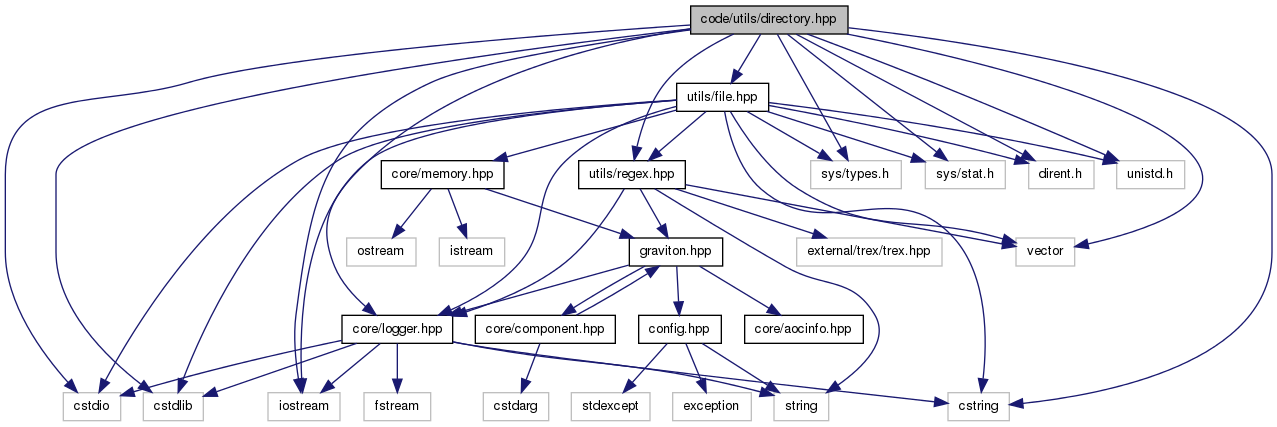 code/utils/directory.hpp
utils/file.hpp
core/memory.hpp
utils/regex.hpp
sys/types.h
sys/stat.h
dirent.h
unistd.h
ostream
istream
graviton.hpp
external/trex/trex.hpp
vector
core/logger.hpp
core/component.hpp
config.hpp
core/aocinfo.hpp
cstdio
cstdlib
iostream
fstream
cstdarg
stdexcept
exception
string
cstring